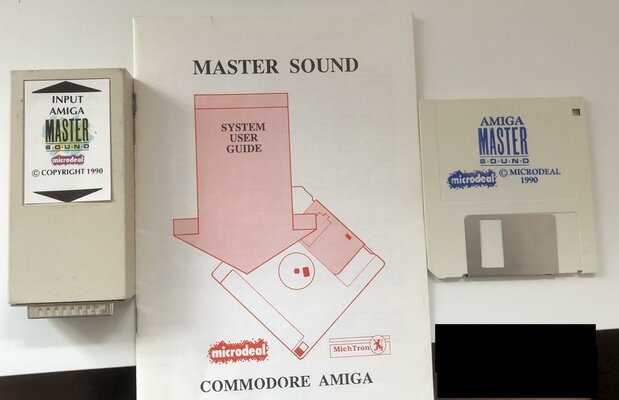 INPUT
AMIGA
MASTER
SOUND
microdeal
© COPYRIGHT 1990
MASTER SOUND
SYSTEM
USER
GUIDE
microdeal
MichTron
COMMODORE AMIGA
AMIGA
MASTER
SOUND
microdeal © MICRODEAL
1990